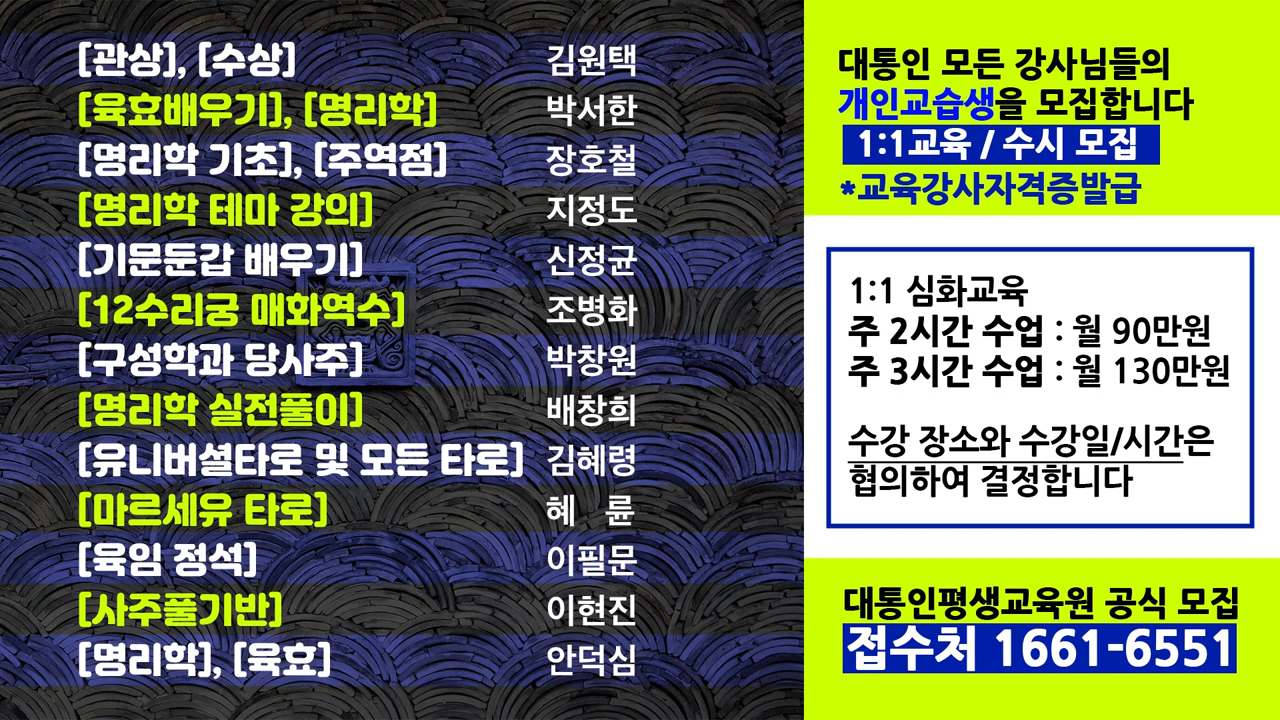 [관상], [수상] 김원택
[육효배우기], [명리학] 박서한
[명리학 기초], [주역점] 장호철
[명리학 테마 강의] 지정도
[기문둔갑 배우기] 신정균
[12수리궁 매화역수] 조병화
[구성학과 당사주] 박창원
[명리학 실전풀이] 배창희
[유니버셜타로 및 모든 타로] 김혜령
[마르세유 타로] 혜 륜
[육임 정석] 이필문
[사주풀기반] 이현진
[명리학], [육효] 안덕심
대통인 모든 강사님들의
개인교습생을 모집합니다
1:1교육 / 수시 모집
*교육강사자격증발급
1:1 심화교육
주 2시간 수업 : 월 90만원
주 3시간 수업 : 월 130만원
수강 장소와 수강일/시간은
협의하여 결정합니다
대통인평생교육원 공식 모집
접수처 1661-6551